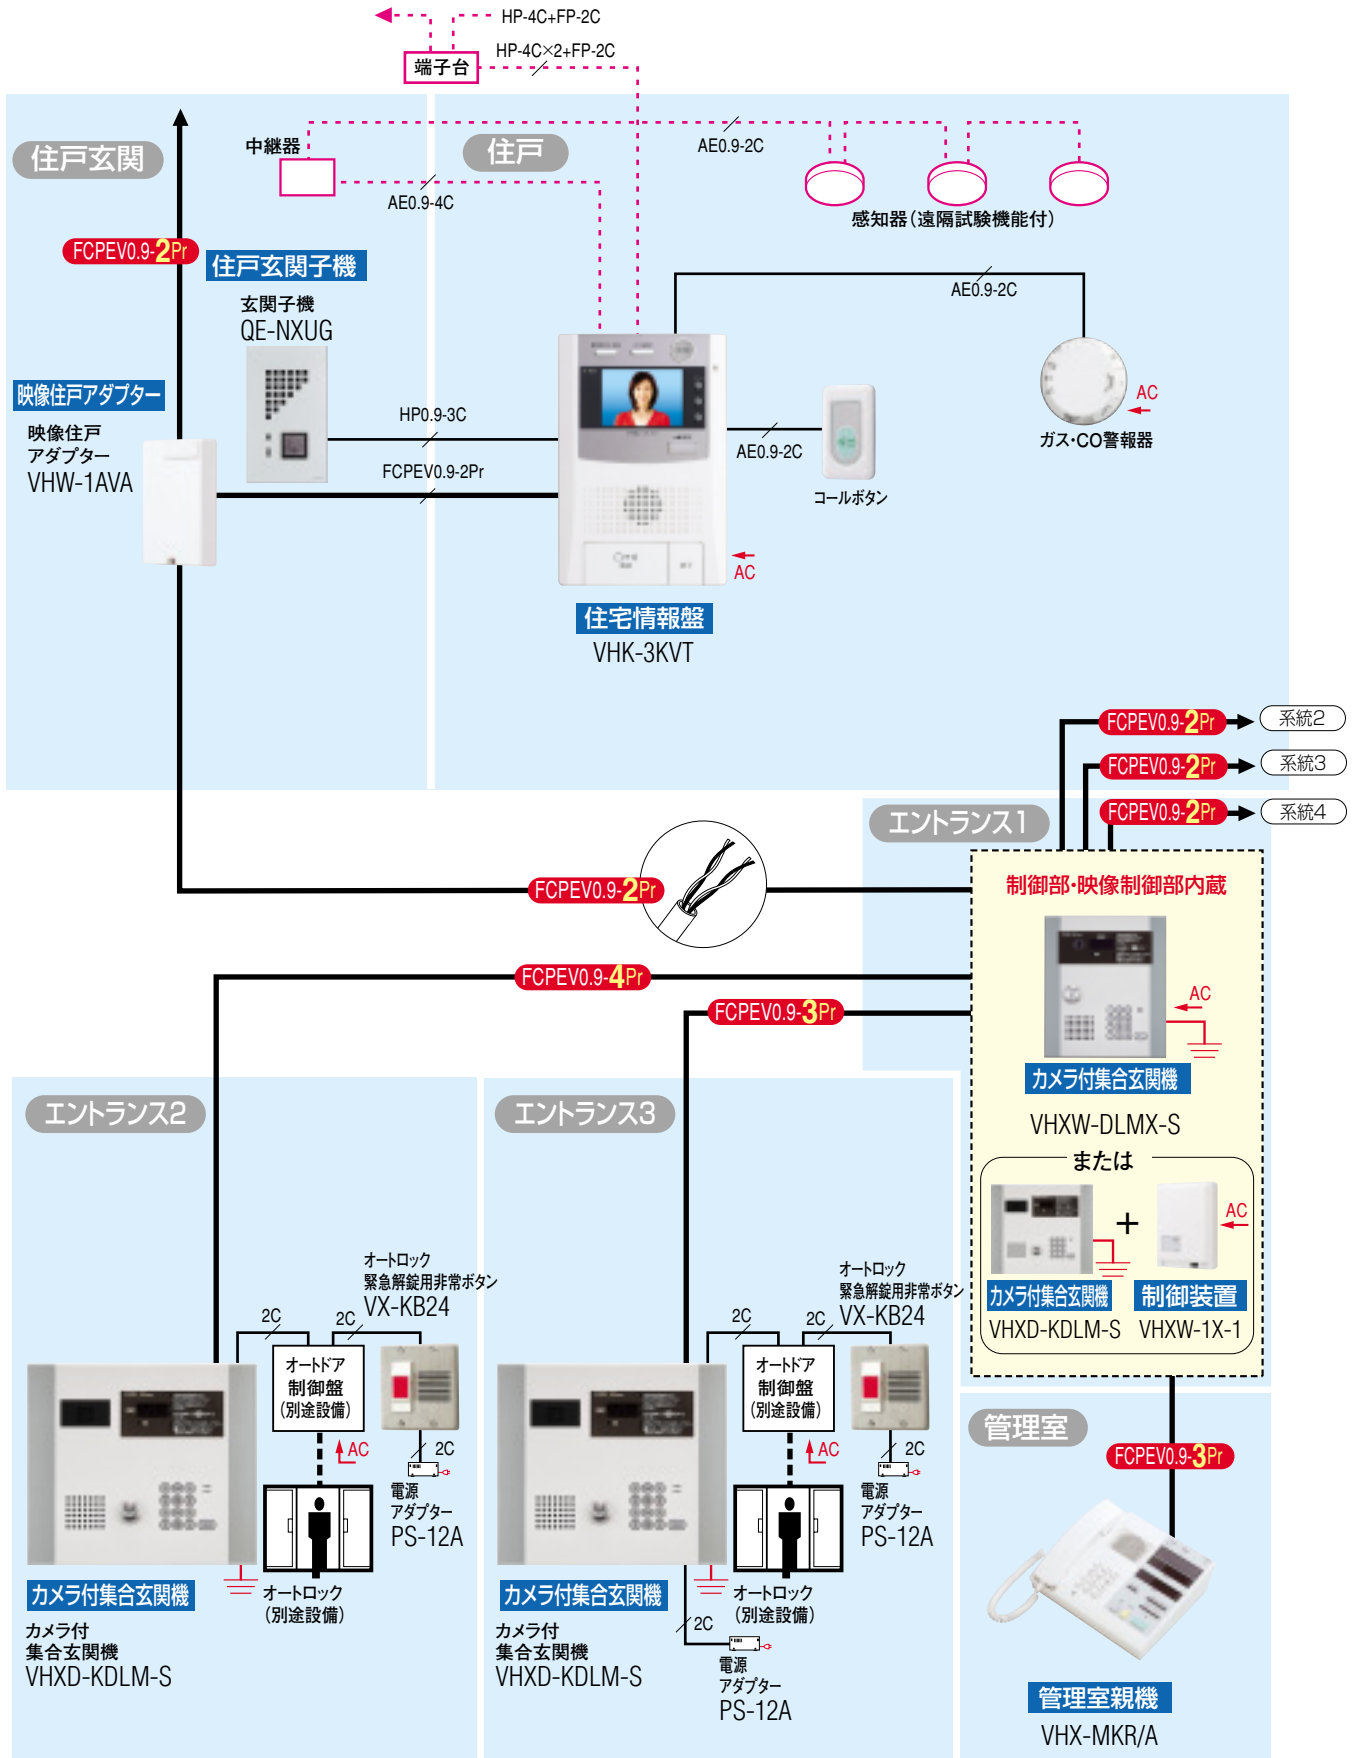 HP-4C+FP-2C
HP-4C×2+FP-2C
端子台
住戸玄関
中継器
住戸
AE0.9-2C
AE0.9-4C
感知器(遠隔試験機能付)
FCPEV0.9-2Pr
住戸玄関子機
玄関子機
QE-NXUG
AE0.9-2C
映像住戸アダプター
映像住戸
アダプター
VHW-1AVA
HP0.9-3C
FCPEV0.9-2Pr
AE0.9-2C
コールボタン
AC
ガス・CO警報器
AC
住宅情報盤
VHK-3KVT
FCPEV0.9-2Pr
系統2
FCPEV0.9-2Pr
系統3
FCPEV0.9-2Pr
系統4
エントランス1
FCPEV0.9-2Pr
制御部・映像制御部内蔵
FCPEV0.9-4Pr
FCPEV0.9-3Pr
AC
カメラ付集合玄関機
VHXW-DLMX-S
または
+
AC
カメラ付集合玄関機
VHXD-KDLM-S
制御装置
VHXW-1X-1
エントランス2
オートロック
緊急解錠用非常ボタン
VX-KB24
2C
2C
オートドア
制御盤
(別途設備)
AC
2C
電源
アダプター
PS-12A
オートロック
(別途設備)
カメラ付集合玄関機
カメラ付
集合玄関機
VHXD-KDLM-S
エントランス3
オートロック
緊急解錠用非常ボタン
VX-KB24
2C
2C
オートドア
制御盤
(別途設備)
AC
2C
電源
アダプター
PS-12A
オートロック
(別途設備)
カメラ付集合玄関機
カメラ付
集合玄関機
VHXD-KDLM-S
2C
電源
アダプター
PS-12A
管理室
FCPEV0.9-3Pr
管理室親機
VHX-MKR/A